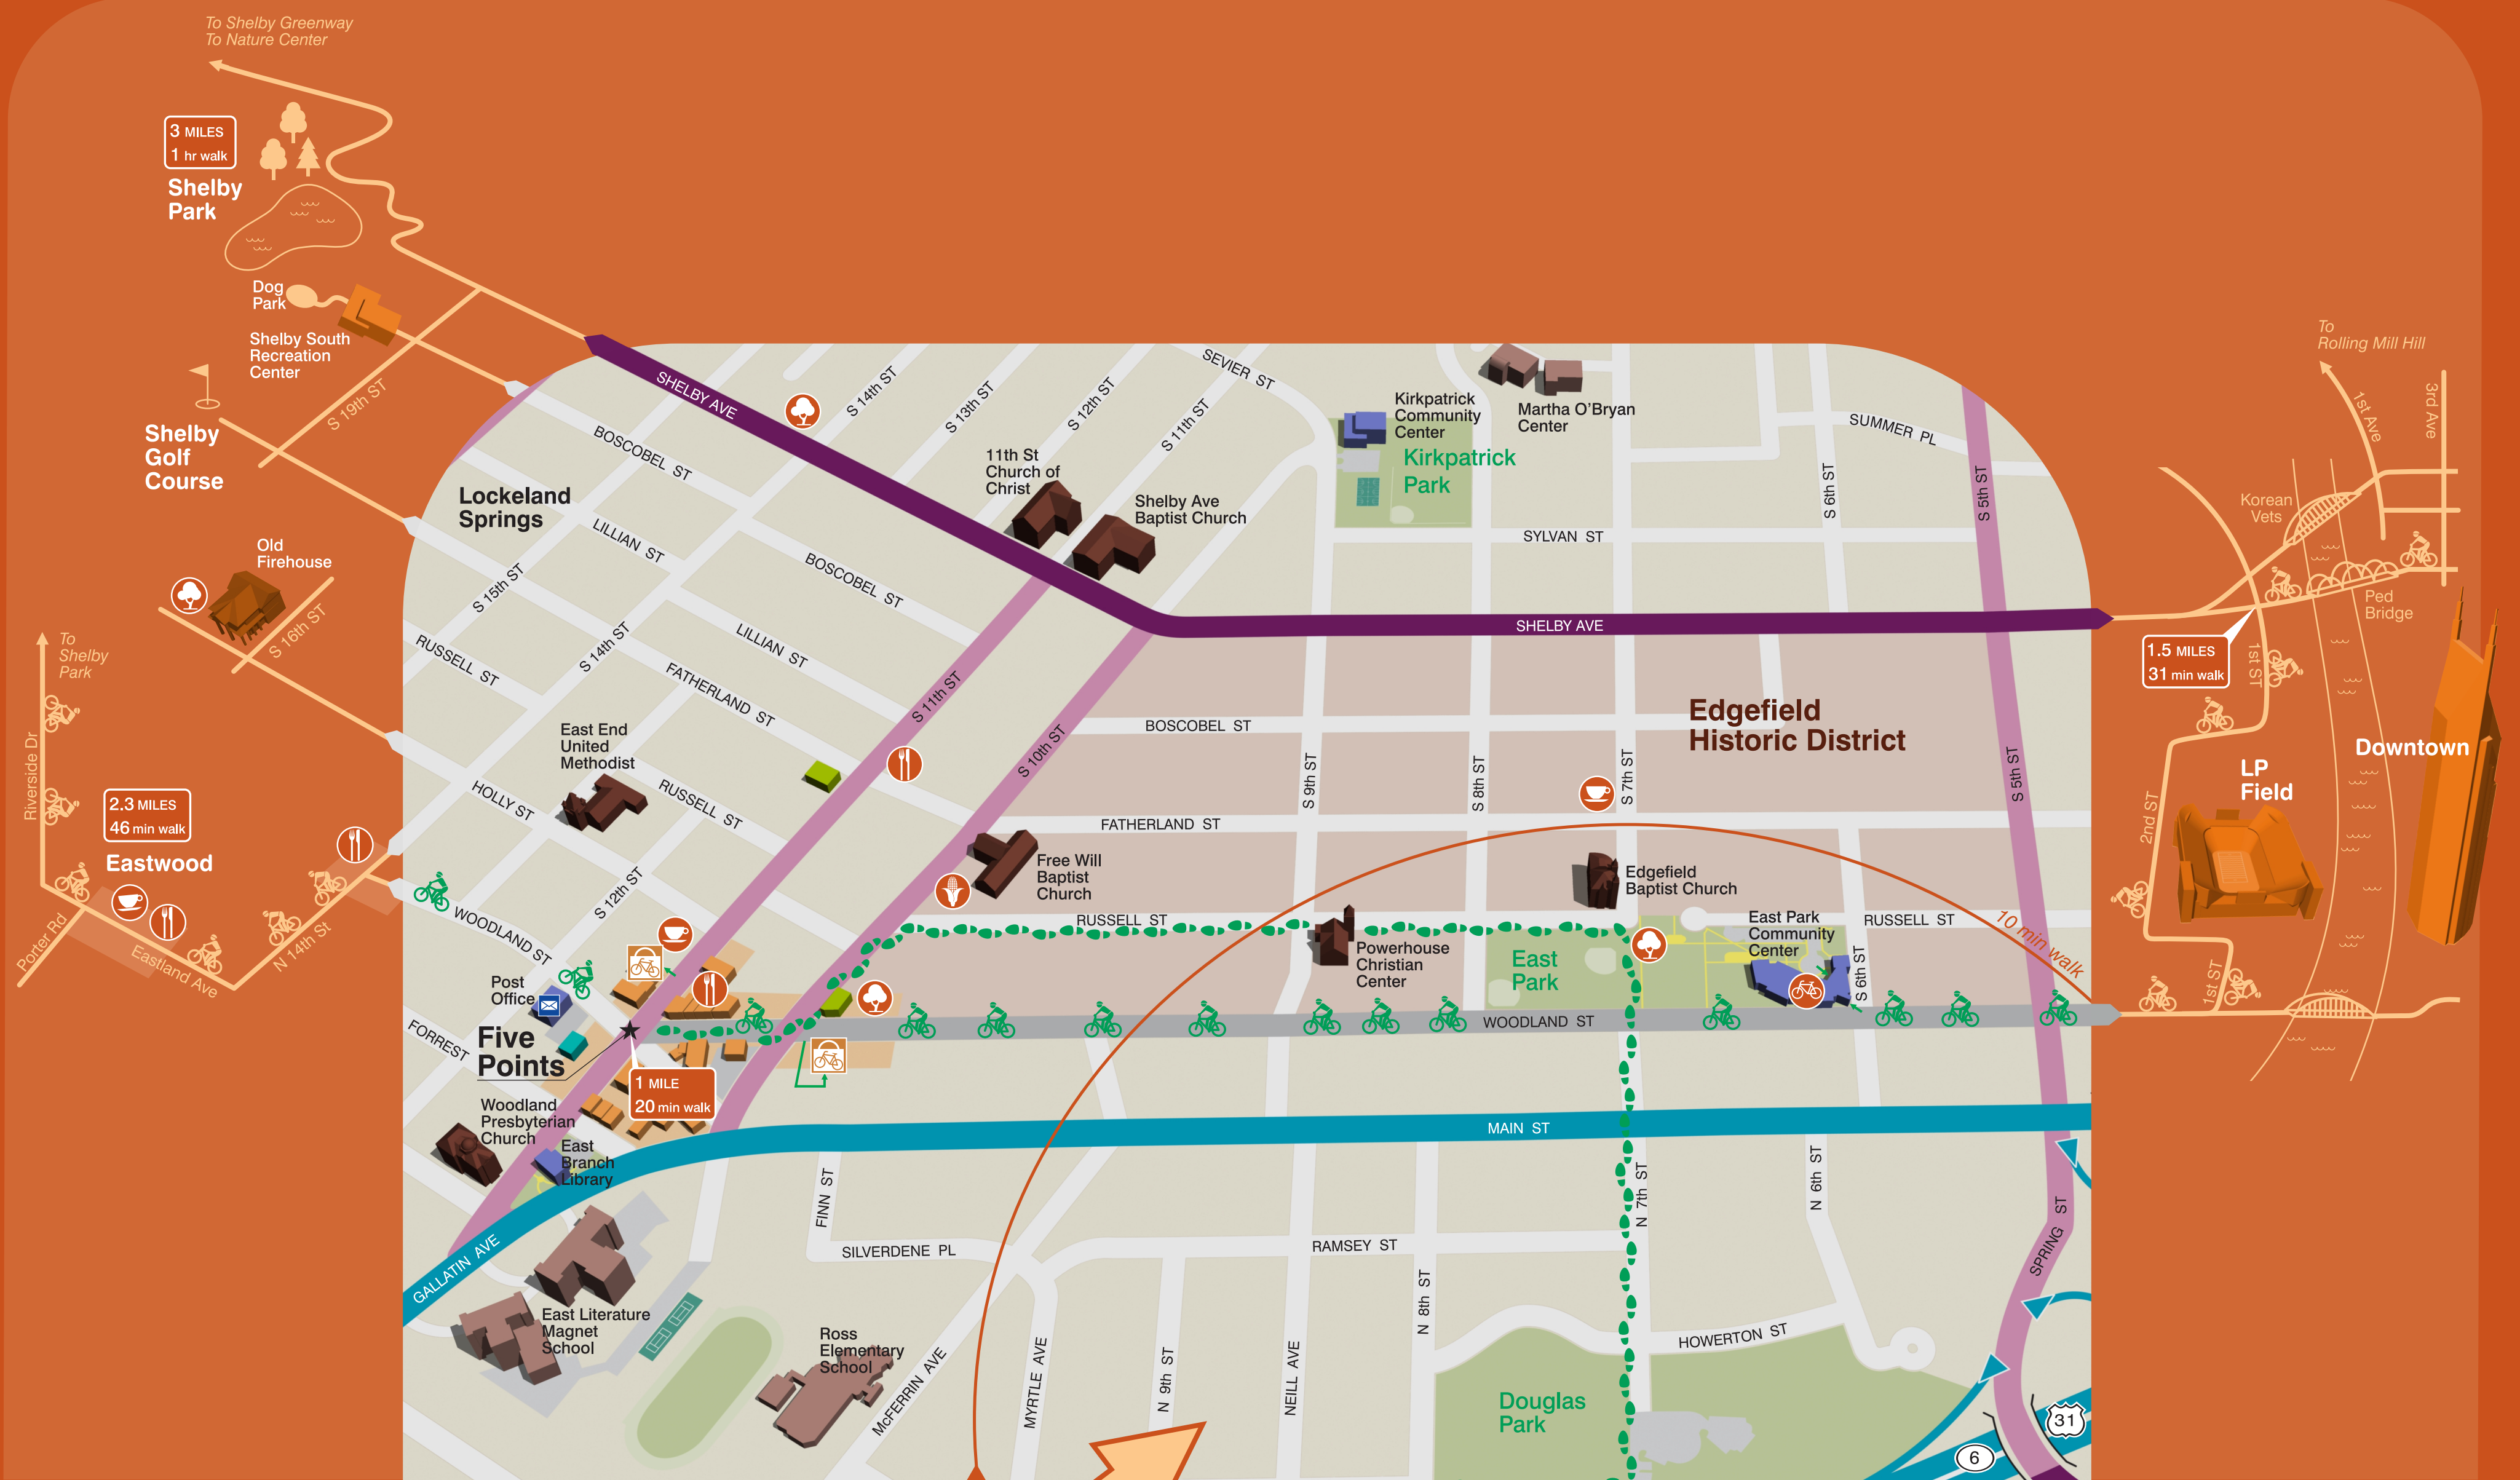 To Shelby Greenway
To Nature Center
3 MILES
1 hr walk
Shelby
Park
Dog
Park
Shelby South
Recreation
Center
S 19th ST
Shelby
Golf
Course
Old
Firehouse
S 16th ST
To
Shelby
Park
Riverside Dr
2.3 MILES
46 min walk
Eastwood
Porter Rd
Eastland Ave
N 14th St
SHELBY AVE
S 14th ST
S 13th ST
S 12th ST
S 11th ST
SEVIER ST
BOSCOBEL ST
Lockeland
Springs
LILLIAN ST
11th St
Church of
Christ
Shelby Ave
Baptist Church
Kirkpatrick
Community
Center
Kirkpatrick
Park
Martha O'Bryan
Center
SUMMER PL
S 6th ST
S 5th ST
SYLVAN ST
S 15th ST
BOSCOBEL ST
S 14th ST
LILLIAN ST
RUSSELL ST
FATHERLAND ST
S 11th ST
S 10th ST
SHELBY AVE
BOSCOBEL ST
Edgefield
Historic District
S 9th ST
S 8th ST
S 7th ST
S 5th ST
East End
United
Methodist
HOLLY ST
RUSSELL ST
FATHERLAND ST
S 12th ST
WOODLAND ST
Free Will
Baptist
Church
Edgefield
Baptist Church
RUSSELL ST
Powerhouse
Christian
Center
East
Park
East Park
Community
Center
RUSSELL ST
S 6th ST
10 min walk
Post
Office
FORREST
Five
Points
WOODLAND ST
1 MILE
20 min walk
Woodland
Presbyterian
Church
East
Branch
Library
MAIN ST
GALLATIN AVE
FINN ST
SILVERDENE PL
RAMSEY ST
N 7th ST
N 6th ST
SPRING ST
East Literature
Magnet
School
Ross
Elementary
School
McFERRIN AVE
MYRTLE AVE
N 9th ST
NEILL AVE
N 8th ST
HOWERTON ST
Douglas
Park
31
6
To
Rolling Mill Hill
1st Ave
3rd Ave
Korean
Vets
Ped
Bridge
1.5 MILES
31 min walk
1st ST
Downtown
LP
Field
2nd ST
1st ST